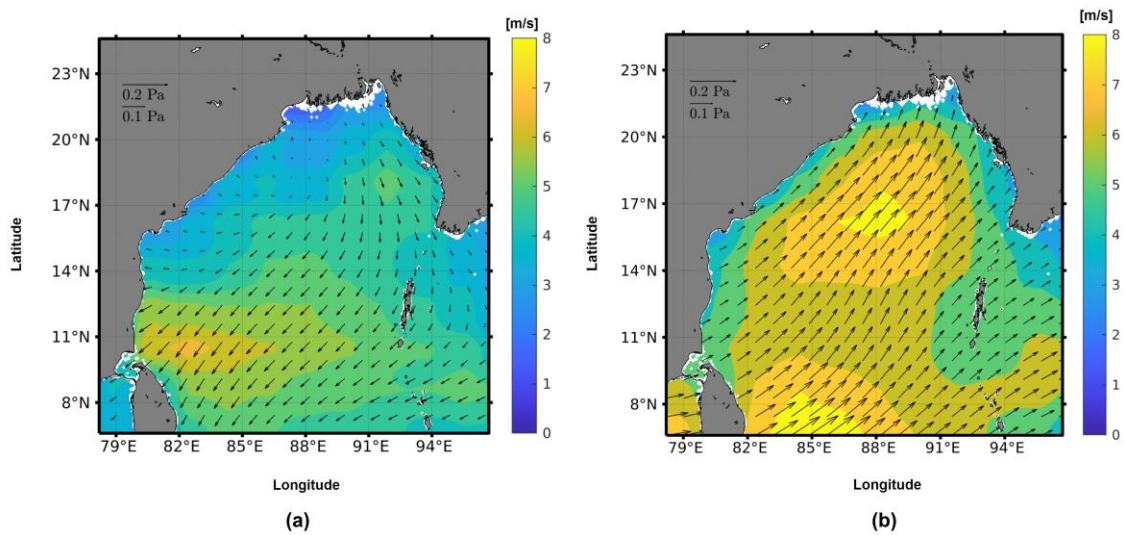 [m/s]
8
7
6
5
4
3
2
1
0
23°N
20°N
17°N
14°N
11°N
8°N
79°E 82°E 85°E 88°E 91°E 94°E
0.2 Pa
0.1 Pa
Latitude
Longitude
(a)
[m/s]
8
7
6
5
4
3
2
1
0
23°N
20°N
17°N
14°N
11°N
8°N
79°E 82°E 85°E 88°E 91°E 94°E
0.2 Pa
0.1 Pa
Latitude
Longitude
(b)